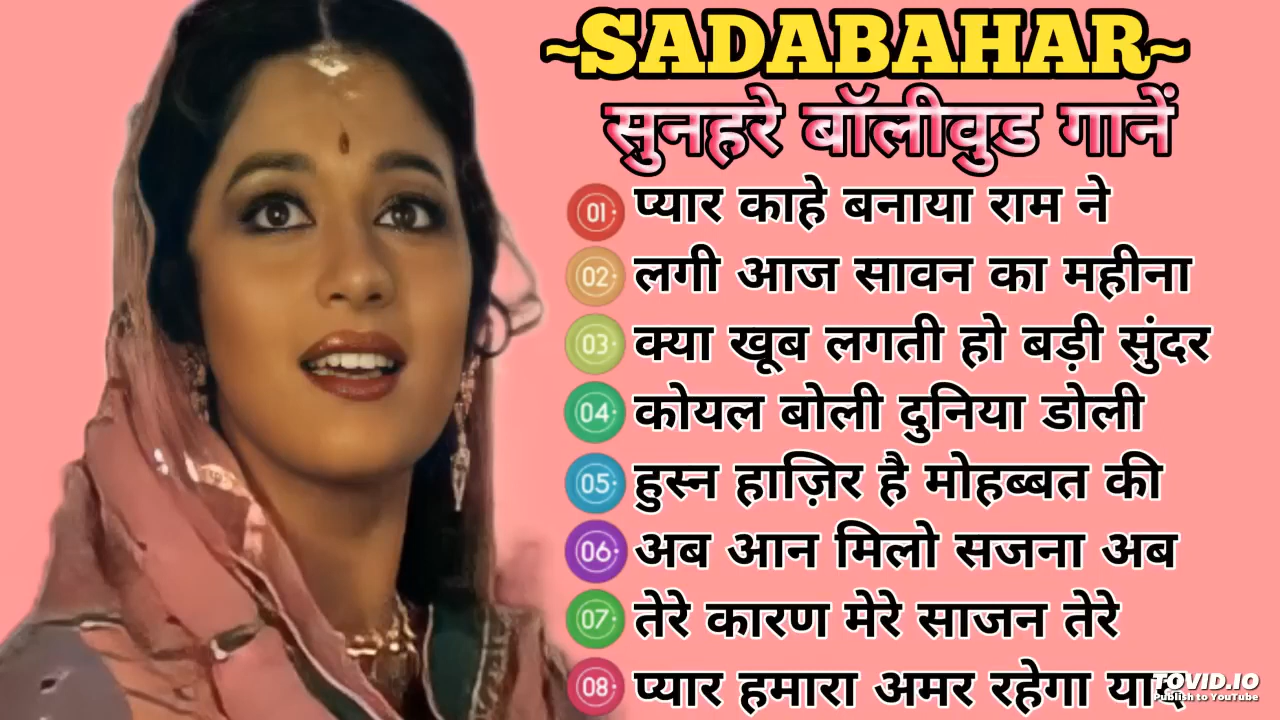 ~SADABAHAR~
सुनहरे बॉलीवुड गानें
01 प्यार काहे बनाया राम ने
02 लगी आज सावन का महीना
03 क्या खूब लगती हो बड़ी सुंदर
04 कोयल बोली दुनिया डोली
05 हुस्न हाज़िर है मोहब्बत की
06 अब आन मिलो सजना अब
07 तेरे कारण मेरे साजन तेरे
08 प्यार हमारा अमर रहेगा याद
TOVID.IO
Publish to YouTube